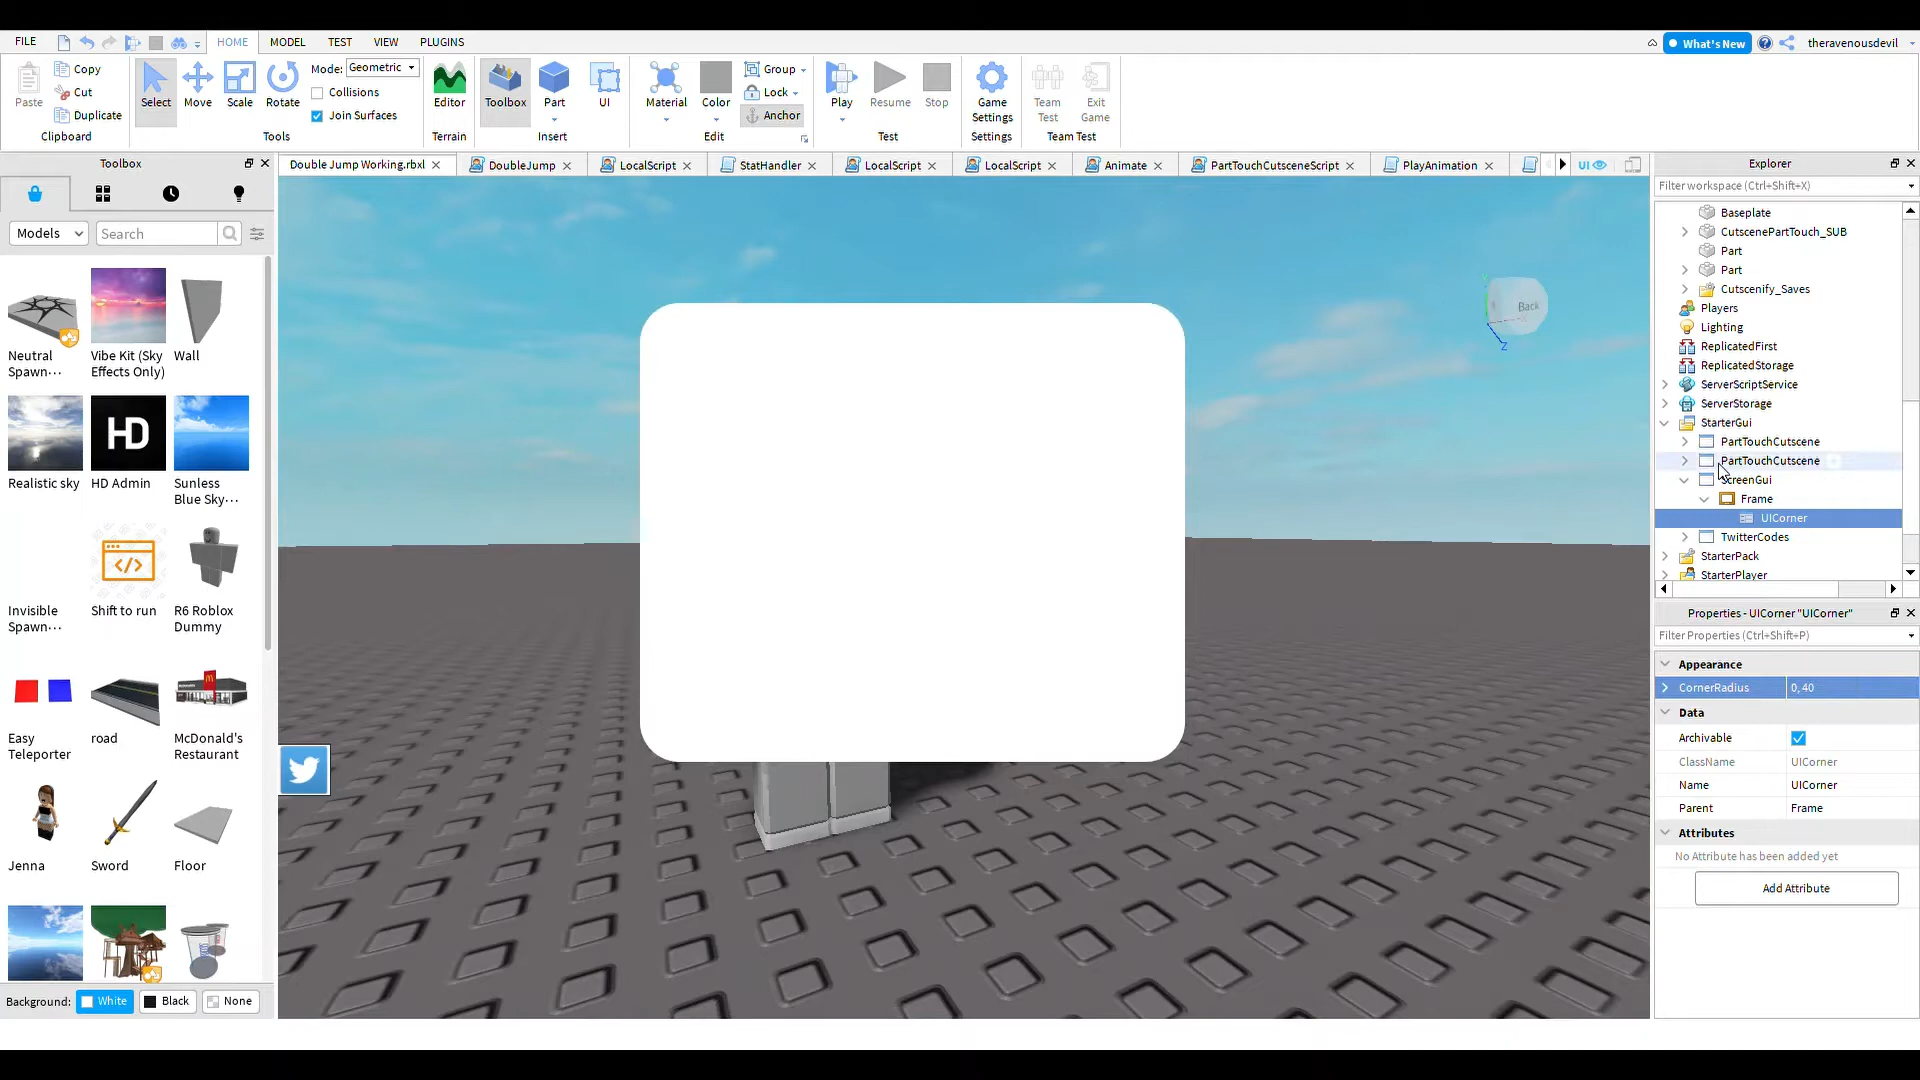 FILE
HOME
MODEL
TEST
VIEW
PLUGINS
What's New
theravenousdevil
Paste
Copy
Cut
Duplicate
Clipboard
Select
Move
Scale
Rotate
Mode: Geometric
Collisions
Join Surfaces
Tools
Editor
Terrain
Toolbox
Part
UI
Insert
Material
Color
Group
Lock
Anchor
Edit
Play
Resume
Stop
Test
Game
Settings
Settings
Team
Test
Exit
Game
Team Test
Toolbox
Double Jump Working.rbxl
DoubleJump
LocalScript
StatHandler
LocalScript
LocalScript
Animate
PartTouchCutsceneScript
PlayAnimation
UI
Models
Search
Neutral
Spawn...
Vibe Kit (Sky
Effects Only)
Wall
Realistic sky
HD
HD Admin
Sunless
Blue Sky...
Invisible
Spawn...
Shift to run
R6 Roblox
Dummy
Easy
Teleporter
road
McDonald's
Restaurant
Jenna
Sword
Floor
Background:
White
Black
None
Back
Y
Z
Explorer
Filter workspace (Ctrl+Shift+X)
Baseplate
CutscenePartTouch_SUB
Part
Part
Cutscenify_Saves
Players
Lighting
ReplicatedFirst
ReplicatedStorage
ServerScriptService
ServerStorage
StarterGui
PartTouchCutscene
PartTouchCutscene
ScreenGui
Frame
UICorner
TwitterCodes
StarterPack
StarterPlayer
Properties - UICorner "UICorner"
Filter Properties (Ctrl+Shift+P)
Appearance
CornerRadius 0, 40
Data
Archivable
ClassName UICorner
Name UICorner
Parent Frame
Attributes
No Attribute has been added yet
Add Attribute